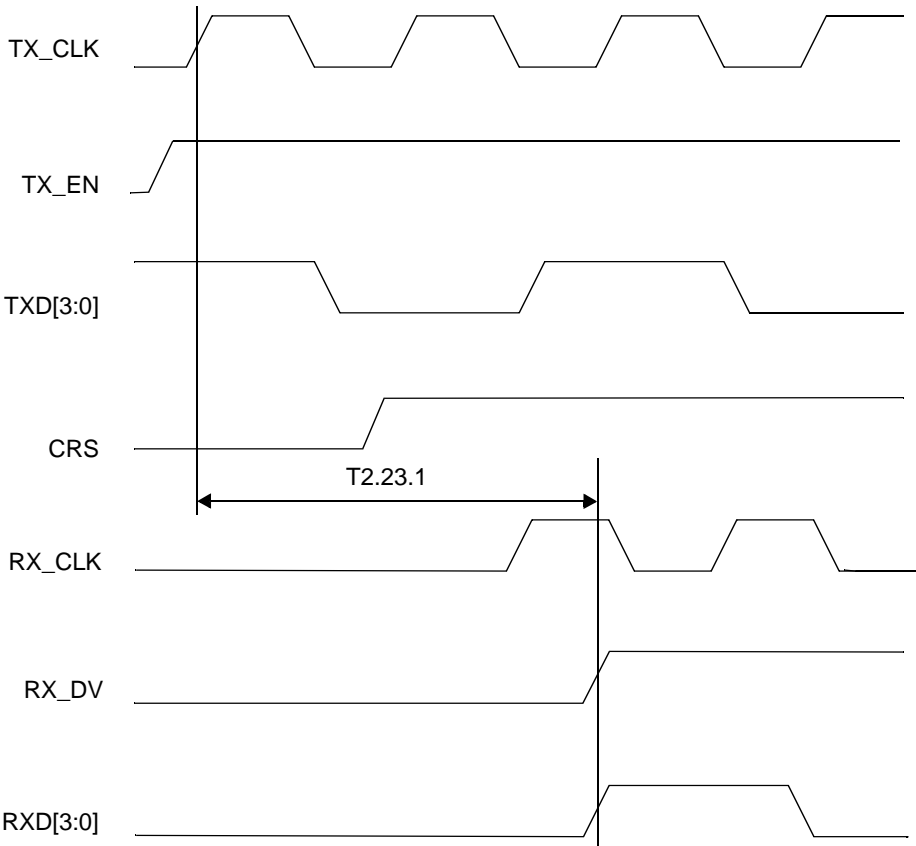 TX_CLK
TX_EN
TXD[3:0]
CRS
T2.23.1
RX_CLK
RX_DV
RXD[3:0]